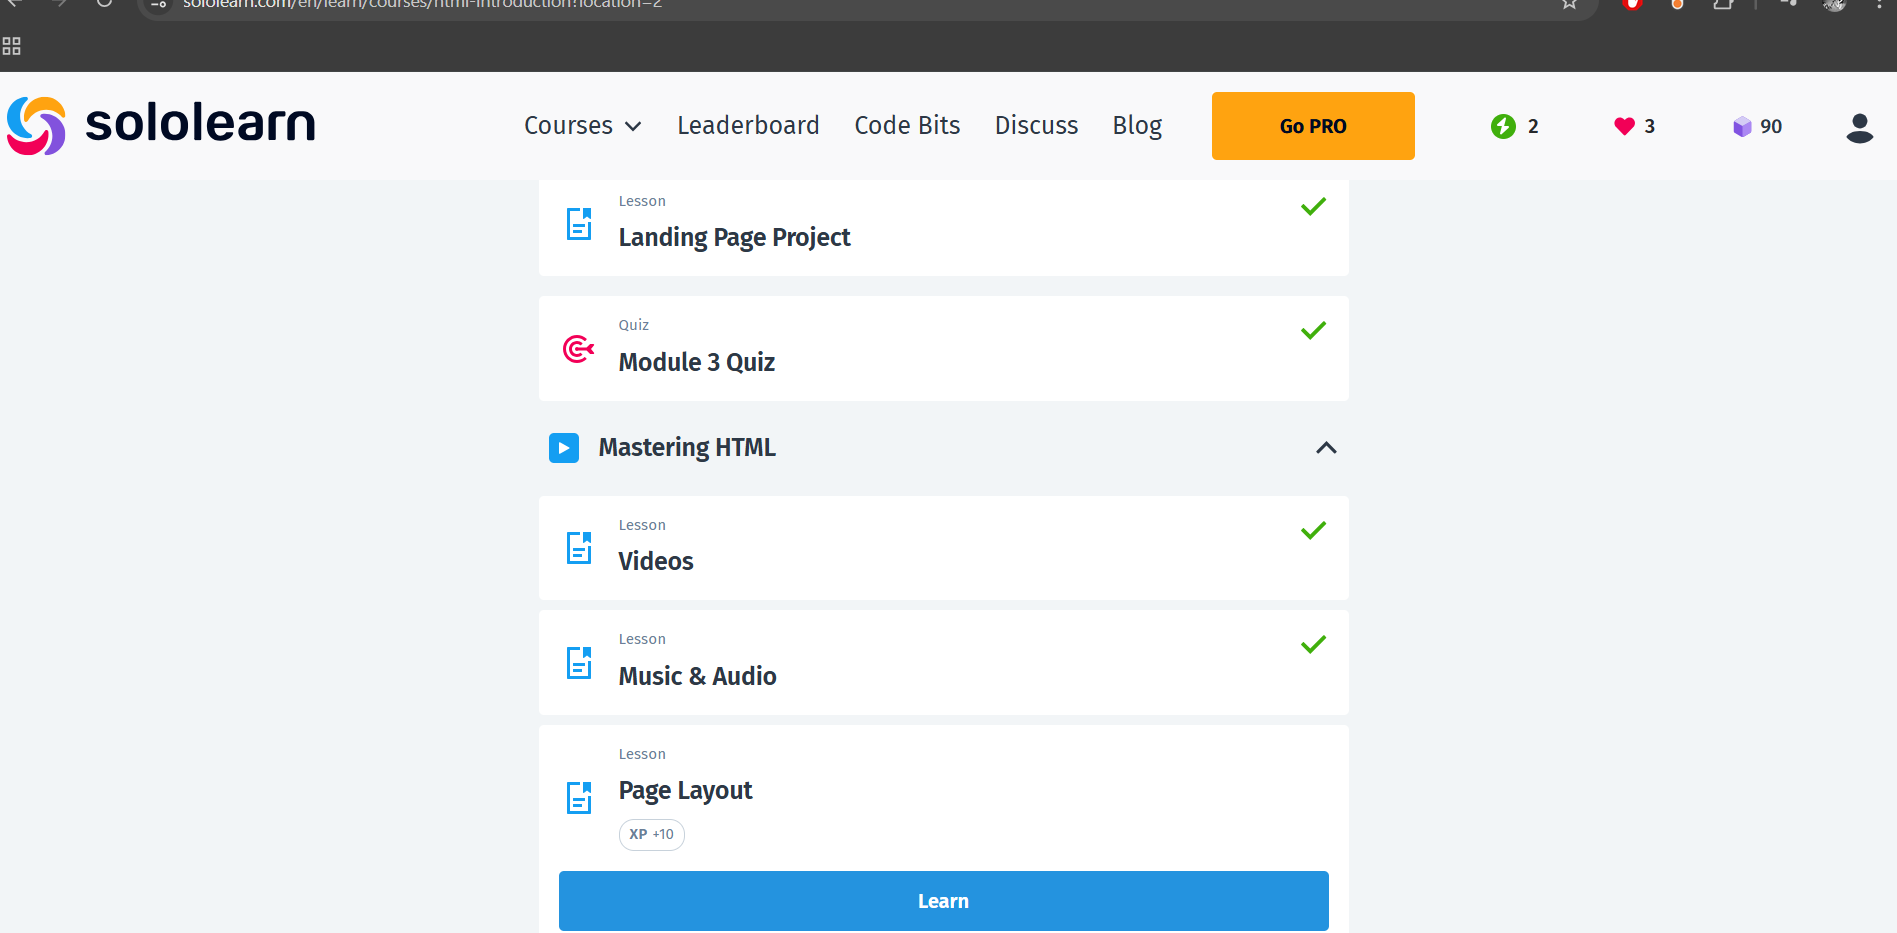 sololearn.com/en/learn/courses/html-introduction?location=2
sololearn
Courses Leaderboard Code Bits Discuss Blog Go PRO 2 3 90
Lesson
Landing Page Project
Quiz
Module 3 Quiz
Mastering HTML
Lesson
Videos
Lesson
Music & Audio
Lesson
Page Layout
XP +10
Learn